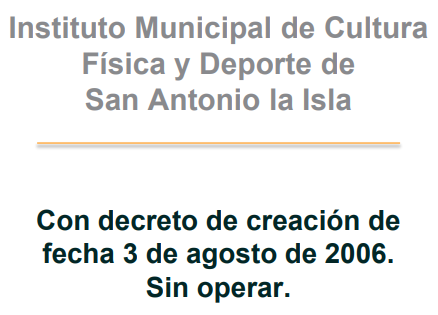 Instituto Municipal de Cultura
Física y Deporte de
San Antonio la Isla
Con decreto de creación de
fecha 3 de agosto de 2006.
Sin operar.